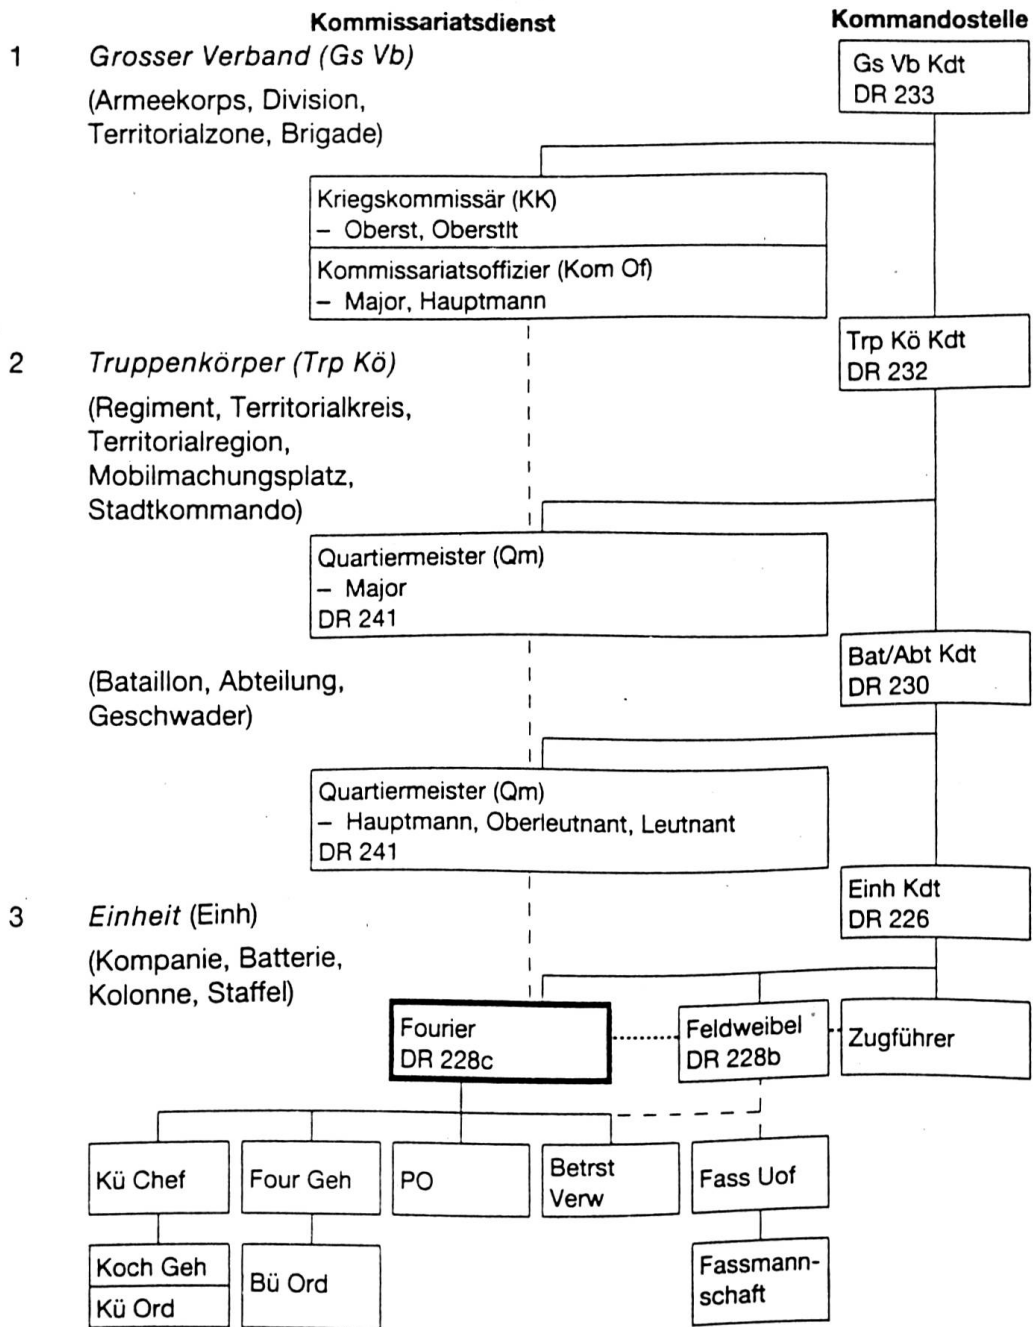 Kommissariatsdienst
Kommandostelle
1 Grosser Verband (Gs Vb)
(Armeekorps, Division,
Territorialzone, Brigade)
Gs Vb Kdt
DR 233
Kriegskommissär (KK)
– Oberst, Oberstlt
Kommissariatsoffizier (Kom Of)
– Major, Hauptmann
Trp Kö Kdt
DR 232
2 Truppenkörper (Trp Kö)
(Regiment, Territorialkreis,
Territorialregion,
Mobilmachungsplatz,
Stadtkommando)
Quartiermeister (Qm)
– Major
DR 241
Bat/Abt Kdt
DR 230
(Bataillon, Abteilung,
Geschwader)
Quartiermeister (Qm)
– Hauptmann, Oberleutnant, Leutnant
DR 241
Einh Kdt
DR 226
3 Einheit (Einh)
(Kompanie, Batterie,
Kolonne, Staffel)
Fourier
DR 228c
Feldweibel
DR 228b
Zugführer
Kü Chef
Four Geh
PO
Betrst
Verw
Fass Uof
Koch Geh
Kü Ord
Bü Ord
Fassmann-
schaft